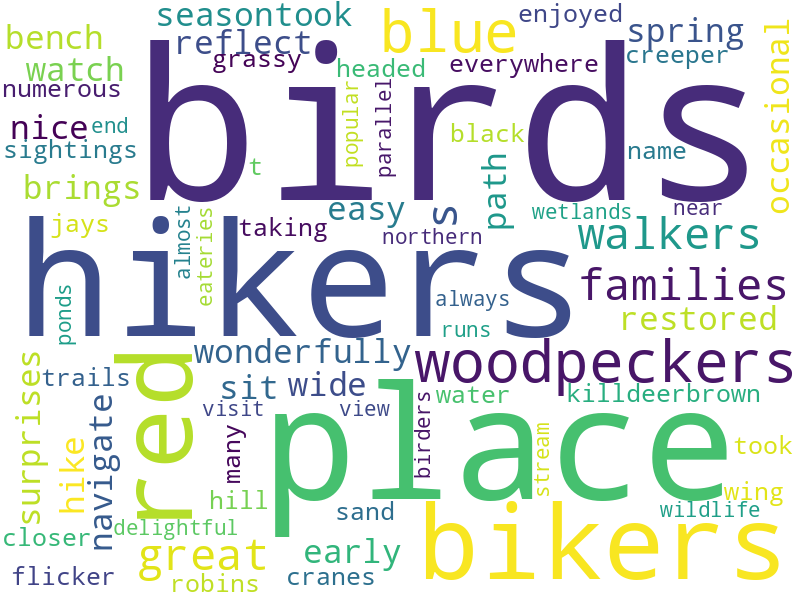 seasontook
enjoyed
bench
reflect
blue
spring
occasional
watch
grassy
headed
everywhere
creeper
numerous
birds
popular
parallel
nice
end
black
sightings
t
path
name
brings
easy
s
wetlands
near
jays
almost
eateries
taking
northern
walkers
hikers
families
ponds
always
restored
runs
wonderfully
woodpeckers
surprises
trails
red
sit
wide
killdeerbrown
navigate
visit
view
birders
water
place
hike
many
stream
took
hill
wing
delightful
sand
wildlife
closer
great
early
bikers
flicker
robins
cranes